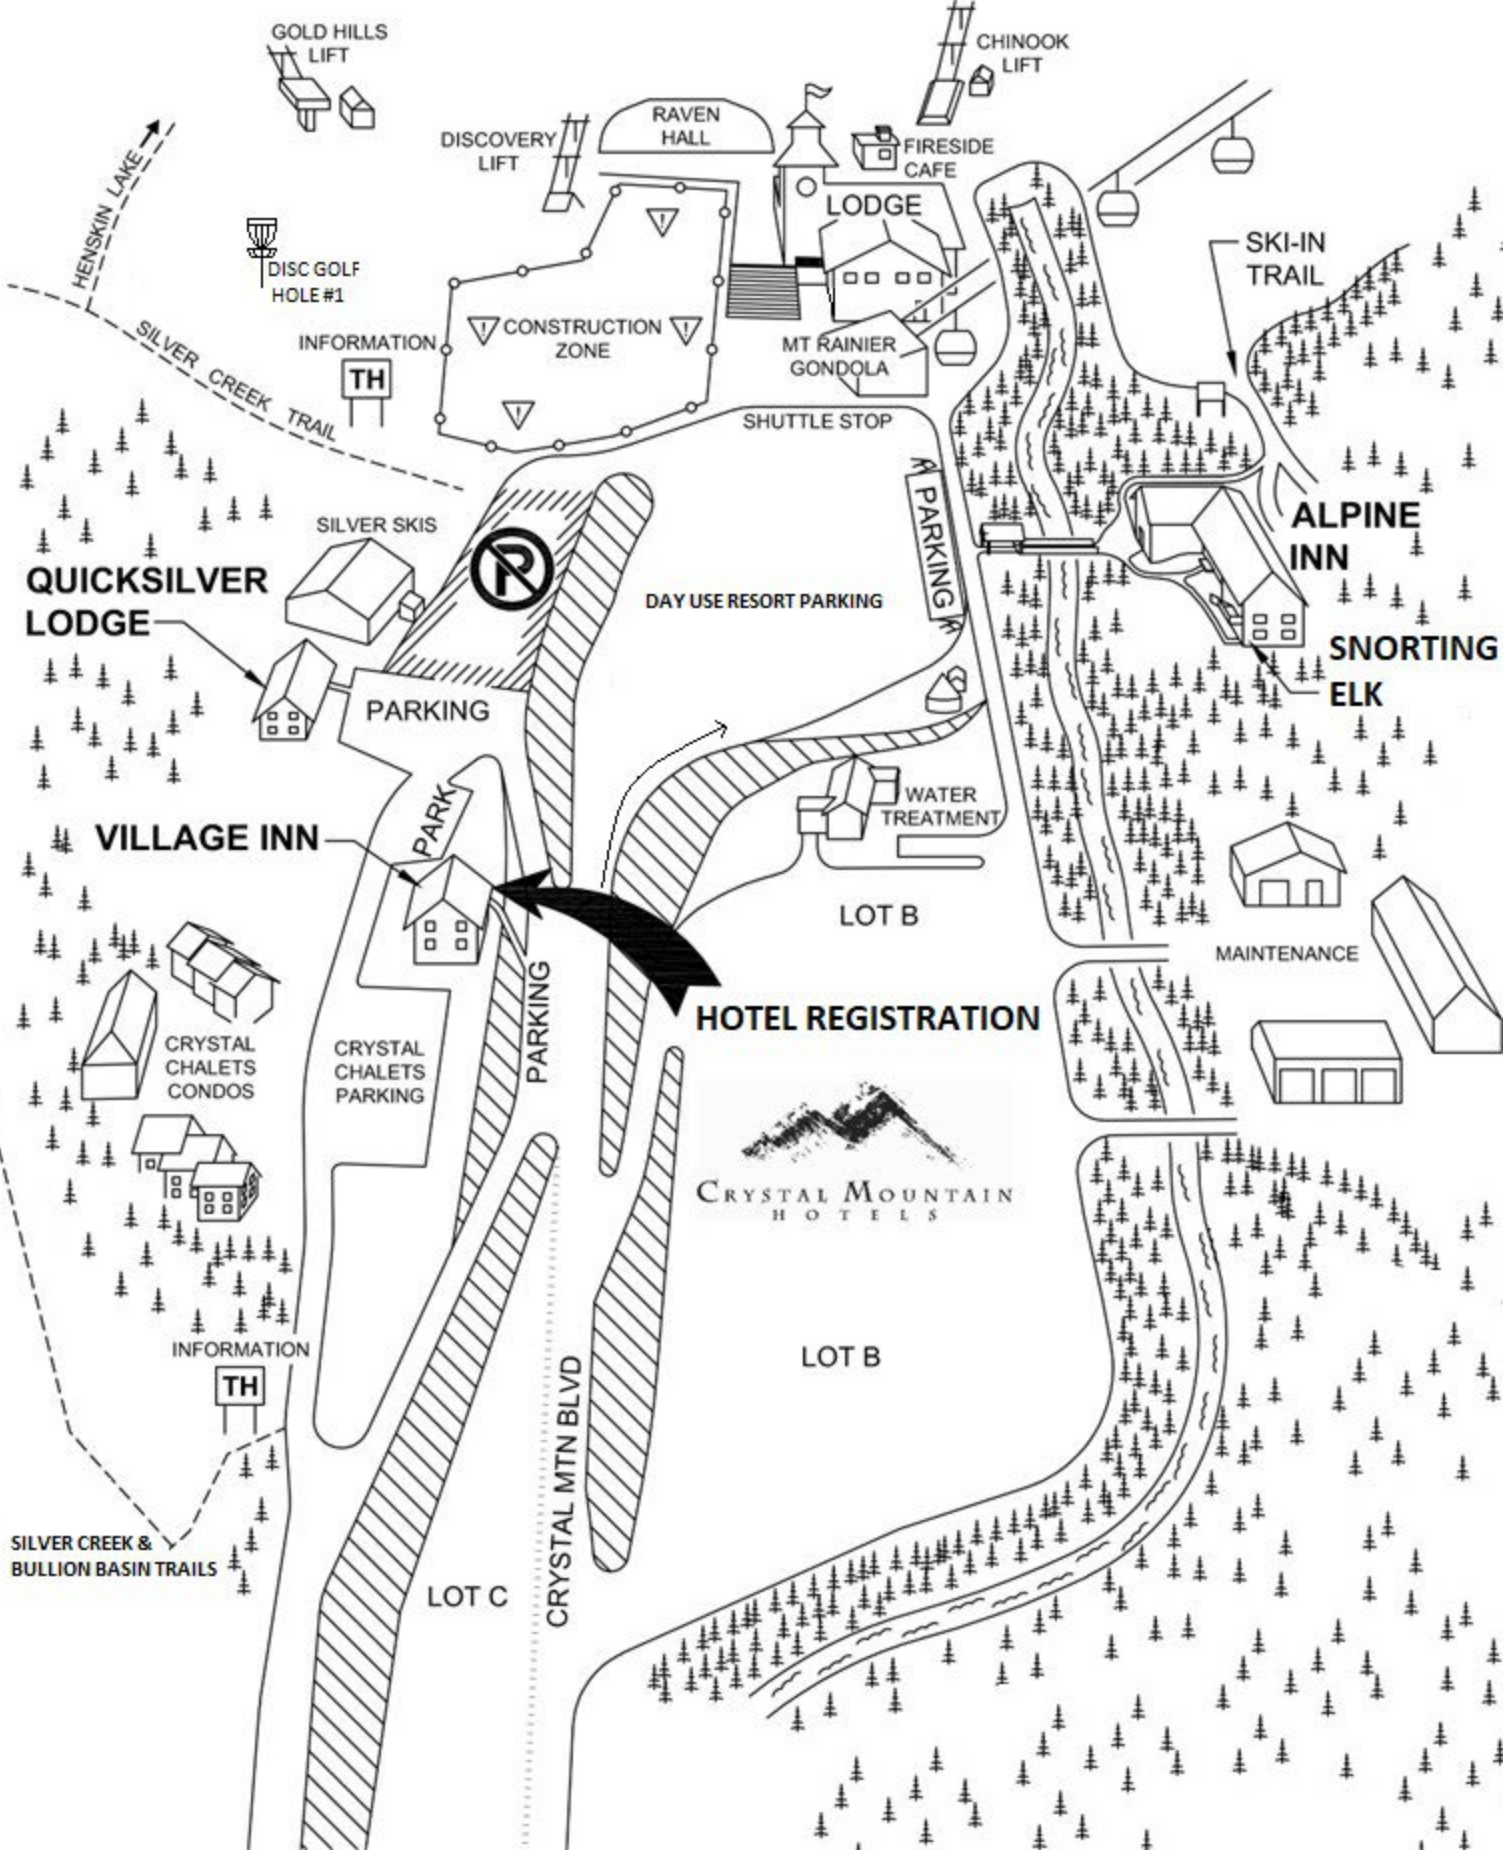 GOLD HILLS
LIFT
CHINOOK
LIFT
RAVEN
HALL
DISCOVERY
LIFT
FIRESIDE
CAFE
HENSKIN LAKE
LODGE
SKI-IN
TRAIL
DISC GOLF
HOLE #1
SILVER CREEK TRAIL
INFORMATION
TH
! CONSTRUCTION !
ZONE
!
!
MT RAINIER
GONDOLA
SHUTTLE STOP
PARKING
SILVER SKIS
P
ALPINE
INN
QUICKSILVER
LODGE
DAY USE RESORT PARKING
SNORTING
ELK
PARKING
PARK
WATER
TREATMENT
VILLAGE INN
LOT B
MAINTENANCE
PARKING
HOTEL REGISTRATION
CRYSTAL
CHALETS
CONDOS
CRYSTAL
CHALETS
PARKING
CRYSTAL MOUNTAIN
HOTELS
INFORMATION
TH
LOT B
CRYSTAL MTN BLVD
SILVER CREEK &
BULLION BASIN TRAILS
LOT C